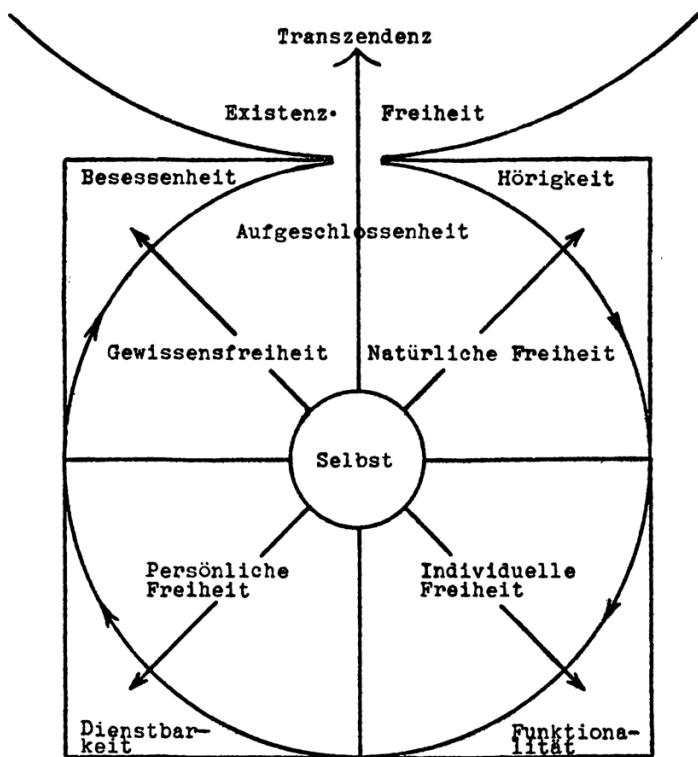 Transzendenz
Existenz· Freiheit
Besessenheit Hörigkeit
Aufgeschlossenheit
Gewissensfreiheit Natürliche Freiheit
Selbst
Persönliche
Freiheit
Individuelle
Freiheit
Dienstbar-
keit
Funktiona-
lität